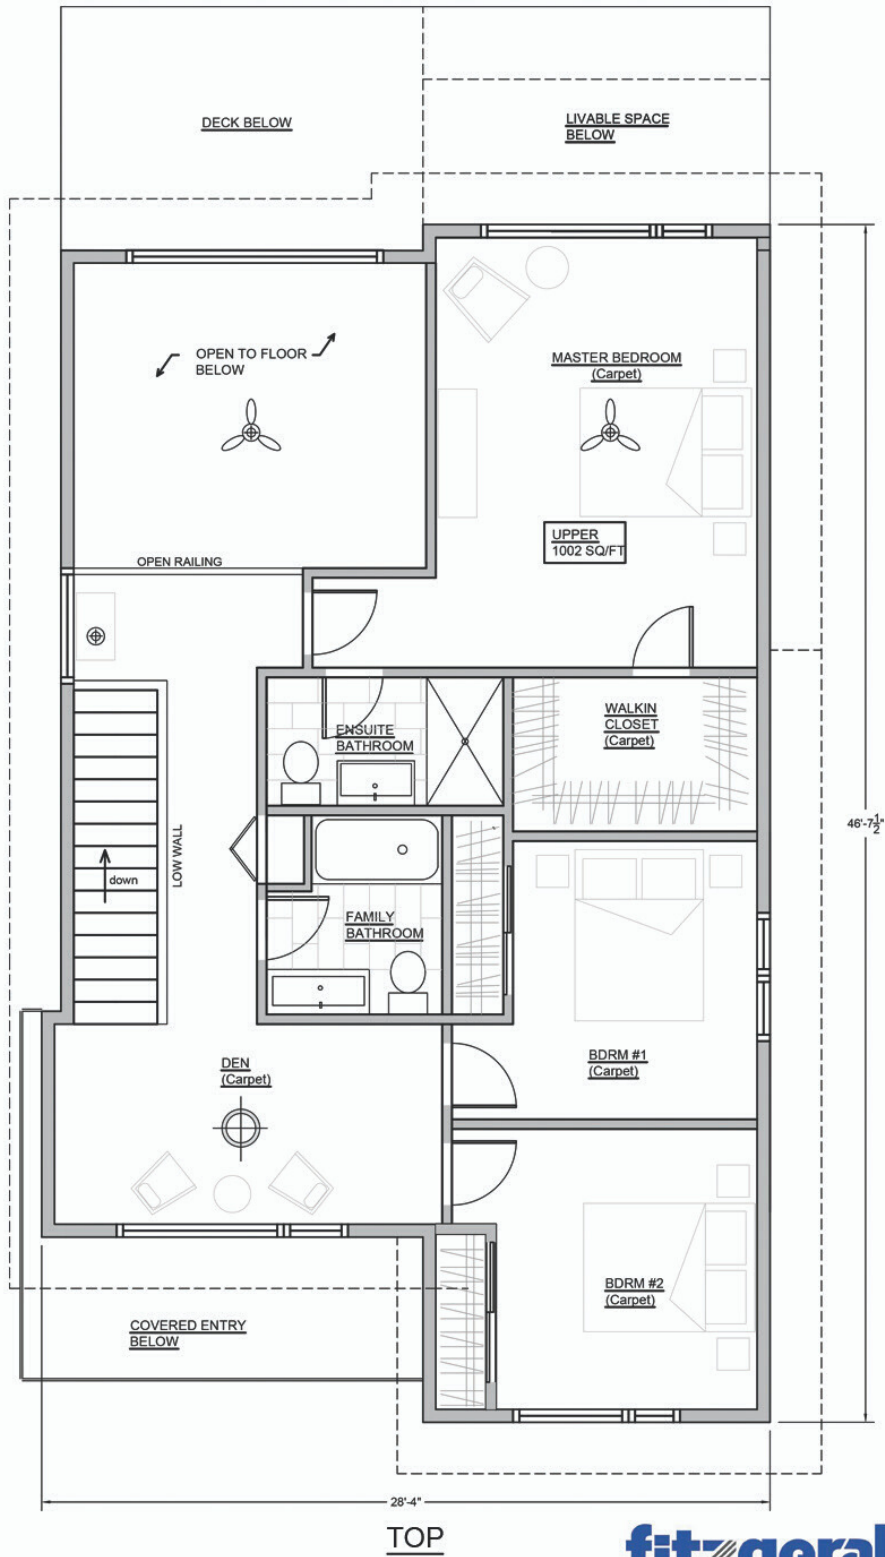 DECK BELOW
LIVABLE SPACE
BELOW
OPEN TO FLOOR
BELOW
MASTER BEDROOM
(Carpet)
UPPER
1002 SQ/FT
OPEN RAILING
ENSUITE
BATHROOM
WALKIN
CLOSET
(Carpet)
46'-7½"
LOW WALL
down
FAMILY
BATHROOM
DEN
(Carpet)
BDRM #1
(Carpet)
BDRM #2
(Carpet)
COVERED ENTRY
BELOW
28'-4"
TOP